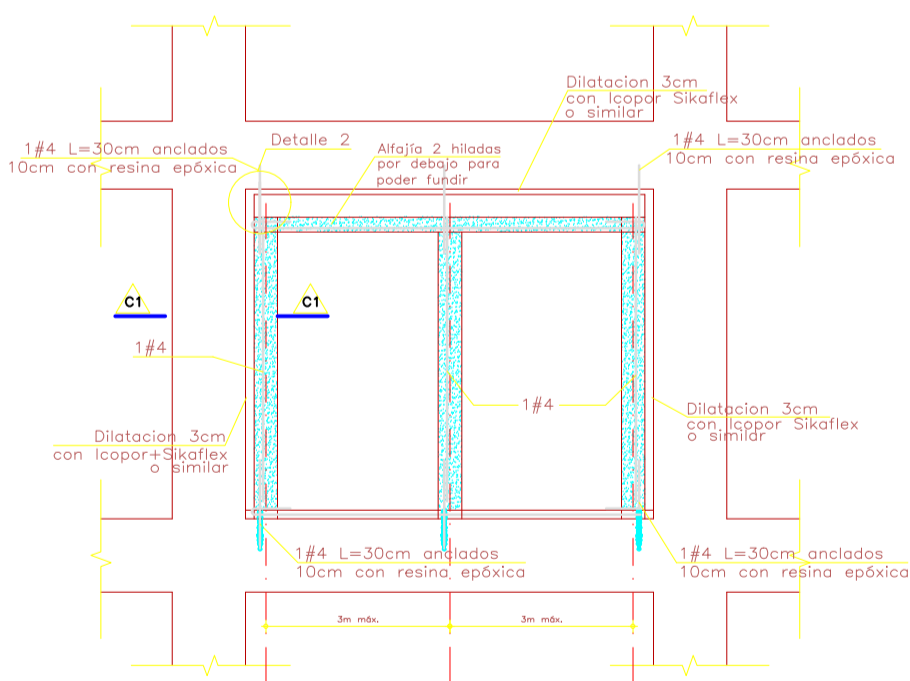 Dilatacion 3cm
con Icopor Sikaflex
o similar
1#4 L=30cm anclados
10cm con resina epóxica
Detalle 2
Alfajía 2 hiladas
por debajo para
poder fundir
1#4 L=30cm anclados
10cm con resina epóxica
C1
C1
1#4
1#4
Dilatacion 3cm
con Icopor Sikaflex
o similar
Dilatacion 3cm
con Icopor+Sikaflex
o similar
1#4 L=30cm anclados
10cm con resina epóxica
1#4 L=30cm anclados
10cm con resina epóxica
3m máx.
3m máx.